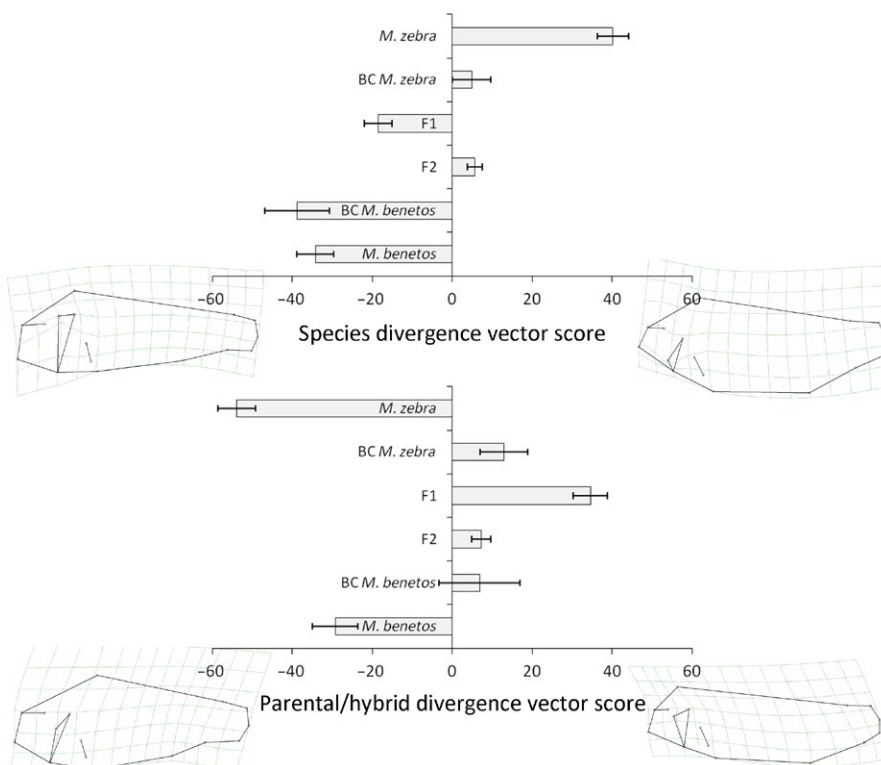 M. zebra
BC M. zebra
F1
F2
BC M. benetos
M. benetos
−60 −40 −20 0 20 40 60
Species divergence vector score
M. zebra
BC M. zebra
F1
F2
BC M. benetos
M. benetos
−60 −40 −20 0 20 40 60
Parental/hybrid divergence vector score